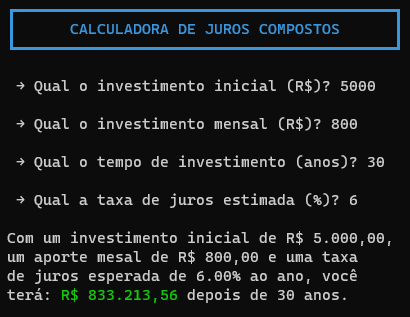 CALCULADORA DE JUROS COMPOSTOS
→ Qual o investimento inicial (R$)? 5000
→ Qual o investimento mensal (R$)? 800
→ Qual o tempo de investimento (anos)? 30
→ Qual a taxa de juros estimada (%)? 6
Com um investimento inicial de R$ 5.000,00,
um aporte mesal de R$ 800,00 e uma taxa
de juros esperada de 6.00% ao ano, você
terá: R$ 833.213,56 depois de 30 anos.